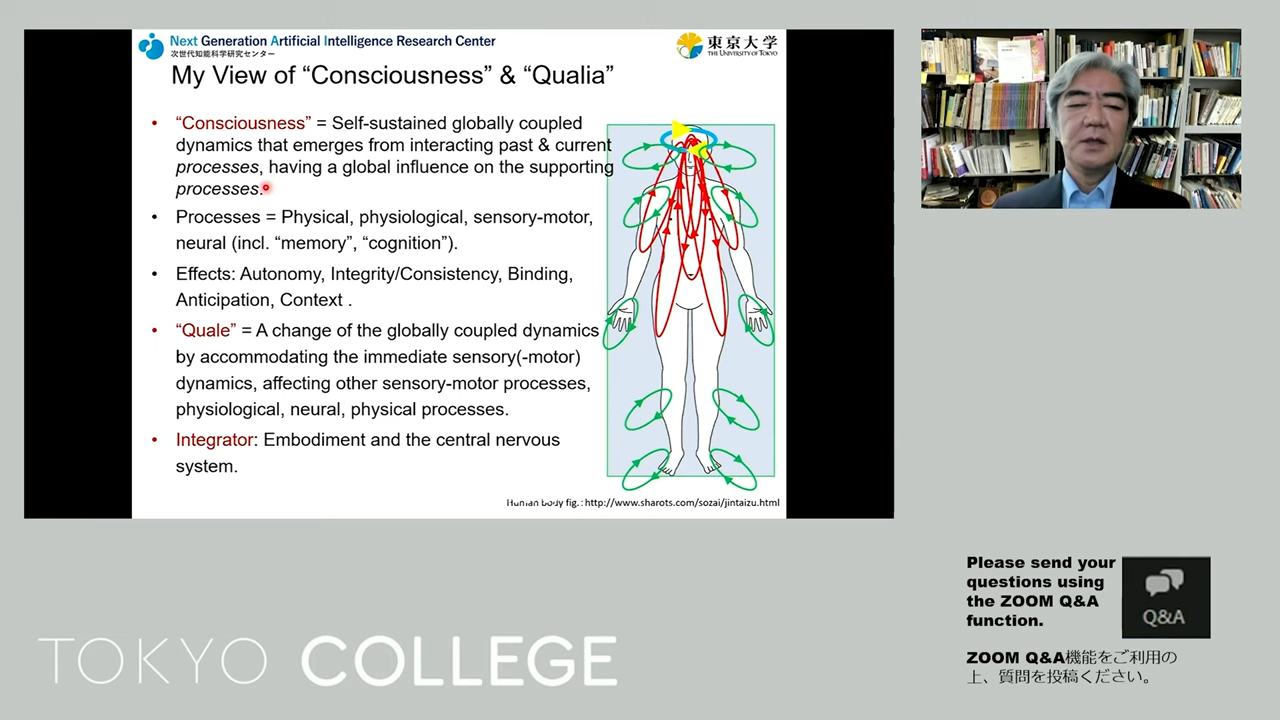 Next Generation Artificial Intelligence Research Center
次世代知能科学研究センター
東京大学
THE UNIVERSITY OF TOKYO
My View of “Consciousness” & “Qualia”
• “Consciousness” = Self-sustained globally coupled
dynamics that emerges from interacting past & current
processes, having a global influence on the supporting
processes.
• Processes = Physical, physiological, sensory-motor,
neural (incl. “memory”, “cognition”).
• Effects: Autonomy, Integrity/Consistency, Binding,
Anticipation, Context .
• “Quale” = A change of the globally coupled dynamics
by accommodating the immediate sensory(-motor)
dynamics, affecting other sensory-motor processes,
physiological, neural, physical processes.
• Integrator: Embodiment and the central nervous
system.
Human body fig.: http://www.sharots.com/sozai/jintaizu.html
Please send your
questions using
the ZOOM Q&A
function.
Q&A
ZOOM Q&A機能をご利用の
上、質問を投稿ください。
TOKYO COLLEGE